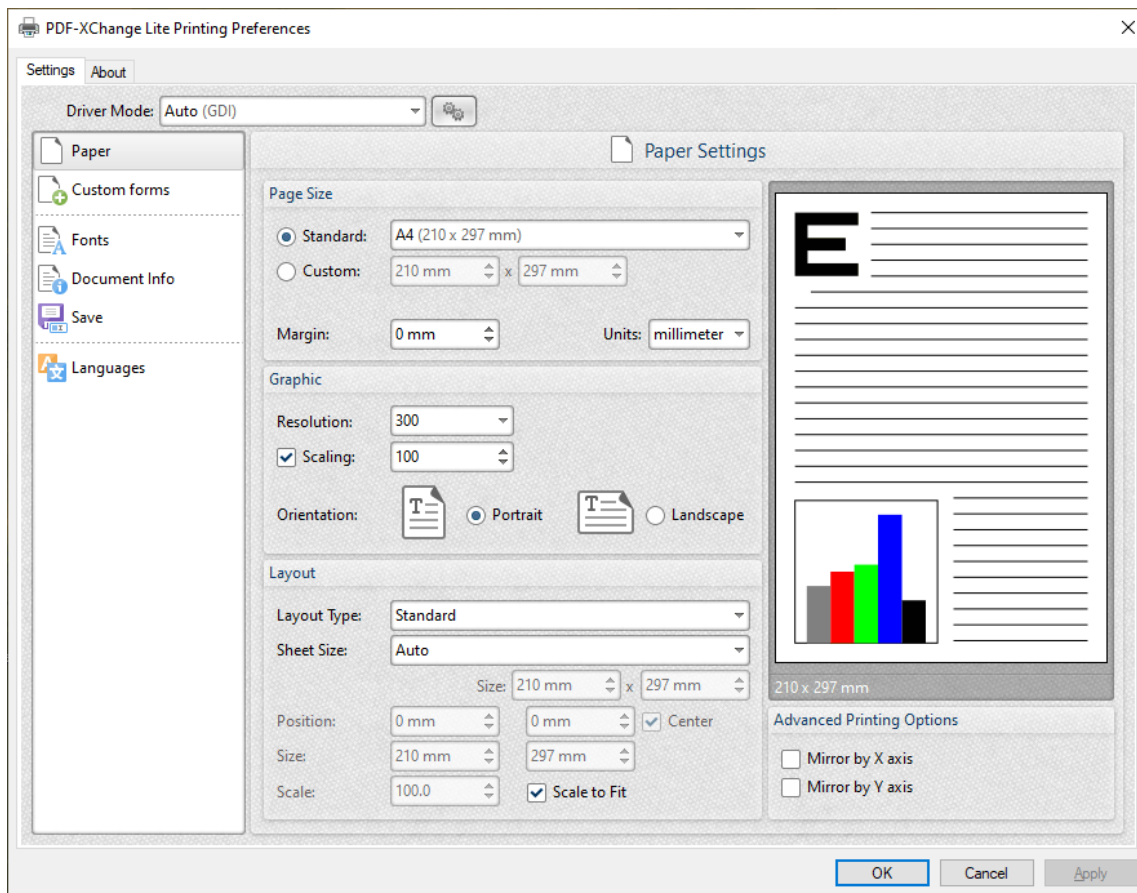 PDF-XChange Lite Printing Preferences
Settings About
Driver Mode: Auto (GDI)
Paper
Custom forms
Fonts
Document Info
Save
Languages
Paper Settings
Page Size
Standard: A4 (210 x 297 mm)
Custom: 210 mm x 297 mm
Margin: 0 mm Units: millimeter
Graphic
Resolution: 300
Scaling: 100
Orientation: T Portrait T Landscape
Layout
Layout Type: Standard
Sheet Size: Auto
Size: 210 mm x 297 mm
Position: 0 mm 0 mm Center
Size: 210 mm 297 mm
Scale: 100.0 Scale to Fit
E
210 x 297 mm
Advanced Printing Options
Mirror by X axis
Mirror by Y axis
OK Cancel Apply